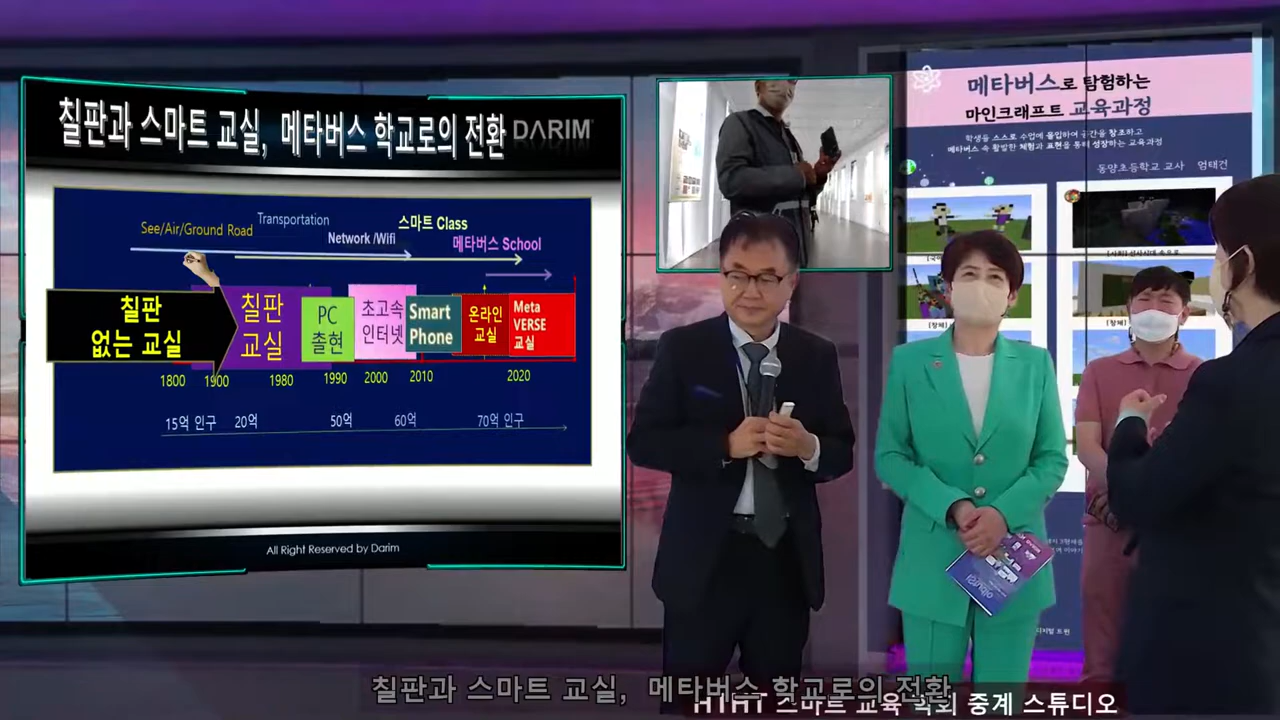 칠판과 스마트 교실, 메타버스 학교로의 전환
DARIM
See/Air/Ground Road
Transportation
Network /Wifi
스마트 Class
메타버스 School
칠판
없는 교실
칠판
교실
PC
출현
초고속
인터넷
Smart
Phone
온라인
교실
Meta
VERSE
교실
1800
1900
1980
1990
2000
2010
2020
15억 인구
20억
50억
60억
70억 인구
All Right Reserved by Darim
메타버스로 탐험하는
마인크래프트 교육과정
학생들 스스로 수업에 몰입하여 공간을 창조하고
메타버스 속 활발한 체험과 표현을 통해 성장하는 교육과정
동양초등학교 교사 엄태건
칠판과 스마트 교실, 메타버스 학교로의 전환
스마트 교육 학회 중계 스튜디오